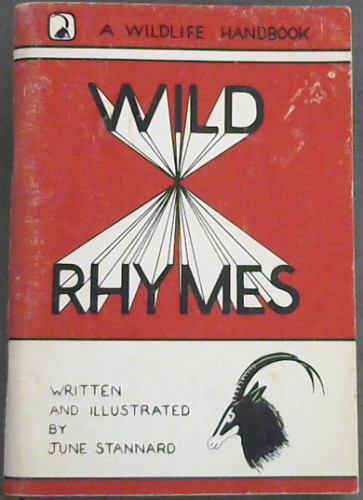 A WILDLIFE HANDBOOK
WILD
RHYMES
WRITTEN
AND ILLUSTRATED
BY
JUNE STANNARD